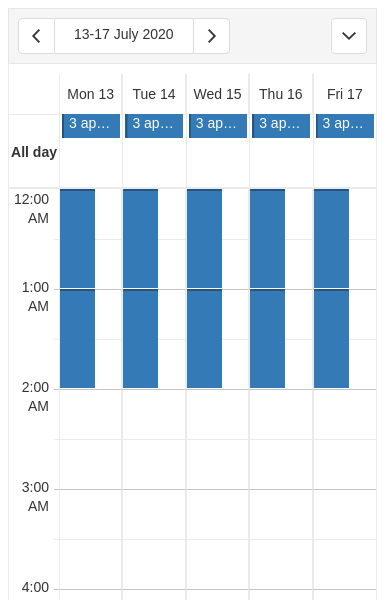 13-17 July 2020
Mon 13 Tue 14 Wed 15 Thu 16 Fri 17
3 ap… 3 ap… 3 ap… 3 ap… 3 ap…
All day
12:00
AM
1:00
AM
2:00
AM
3:00
AM
4:00